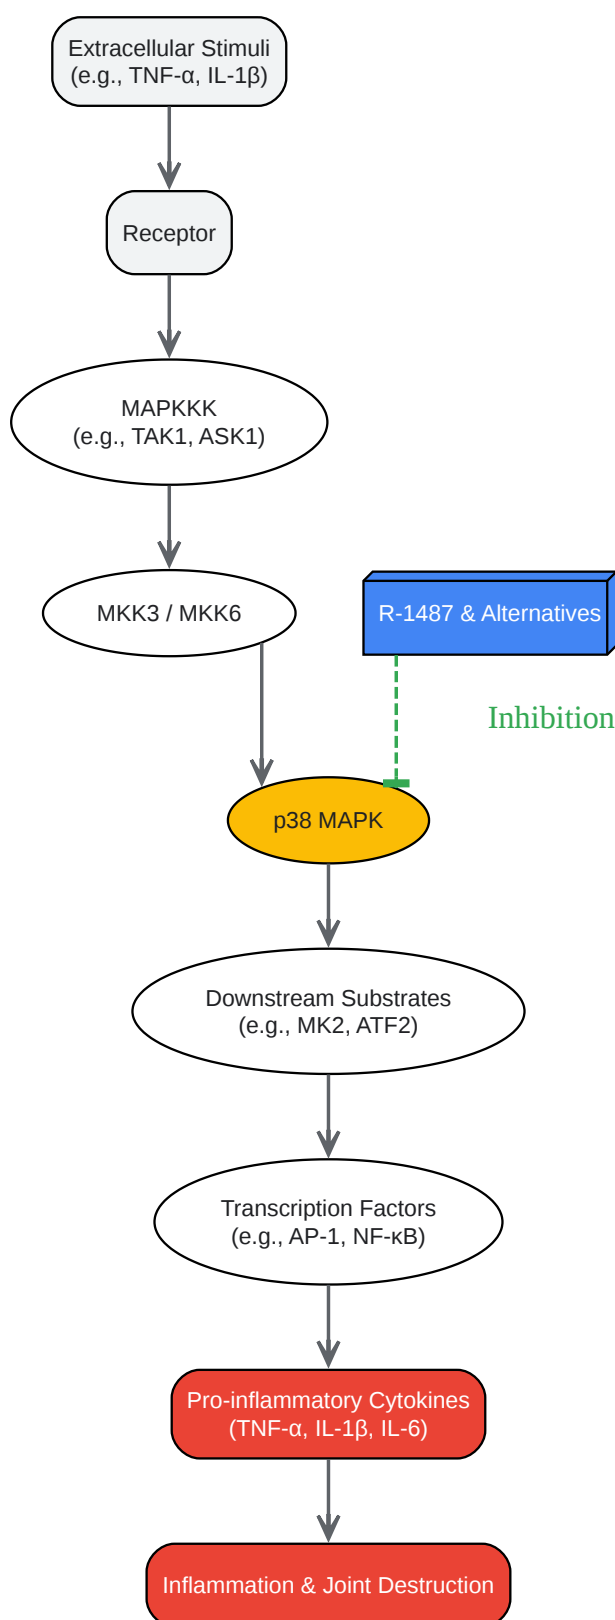 Extracellular Stimuli
(e.g., TNF-α, IL-1β)
Receptor
MAPKKK
(e.g., TAK1, ASK1)
MKK3 / MKK6
R-1487 & Alternatives
Inhibition
p38 MAPK
Downstream Substrates
(e.g., MK2, ATF2)
Transcription Factors
(e.g., AP-1, NF-κB)
Pro-inflammatory Cytokines
(TNF-α, IL-1β, IL-6)
Inflammation & Joint Destruction